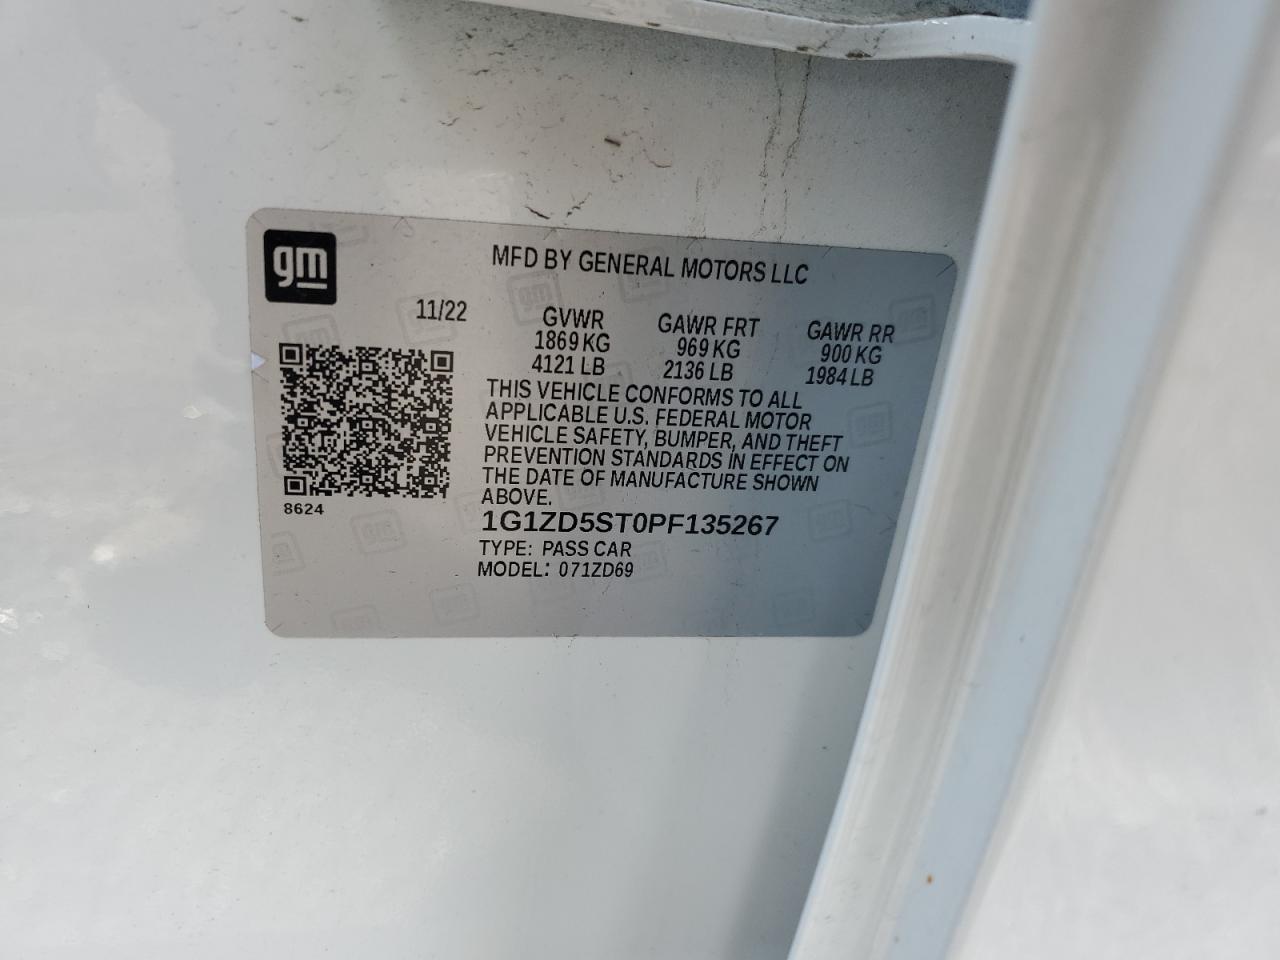 gm
MFD BY GENERAL MOTORS LLC
11/22
GVWR GAWR FRT GAWR RR
1869 KG 969 KG 900 KG
4121 LB 2136 LB 1984 LB
THIS VEHICLE CONFORMS TO ALL
APPLICABLE U.S. FEDERAL MOTOR
VEHICLE SAFETY, BUMPER, AND THEFT
PREVENTION STANDARDS IN EFFECT ON
THE DATE OF MANUFACTURE SHOWN
ABOVE.
8624
1G1ZD5ST0PF135267
TYPE: PASS CAR
MODEL: 071ZD69